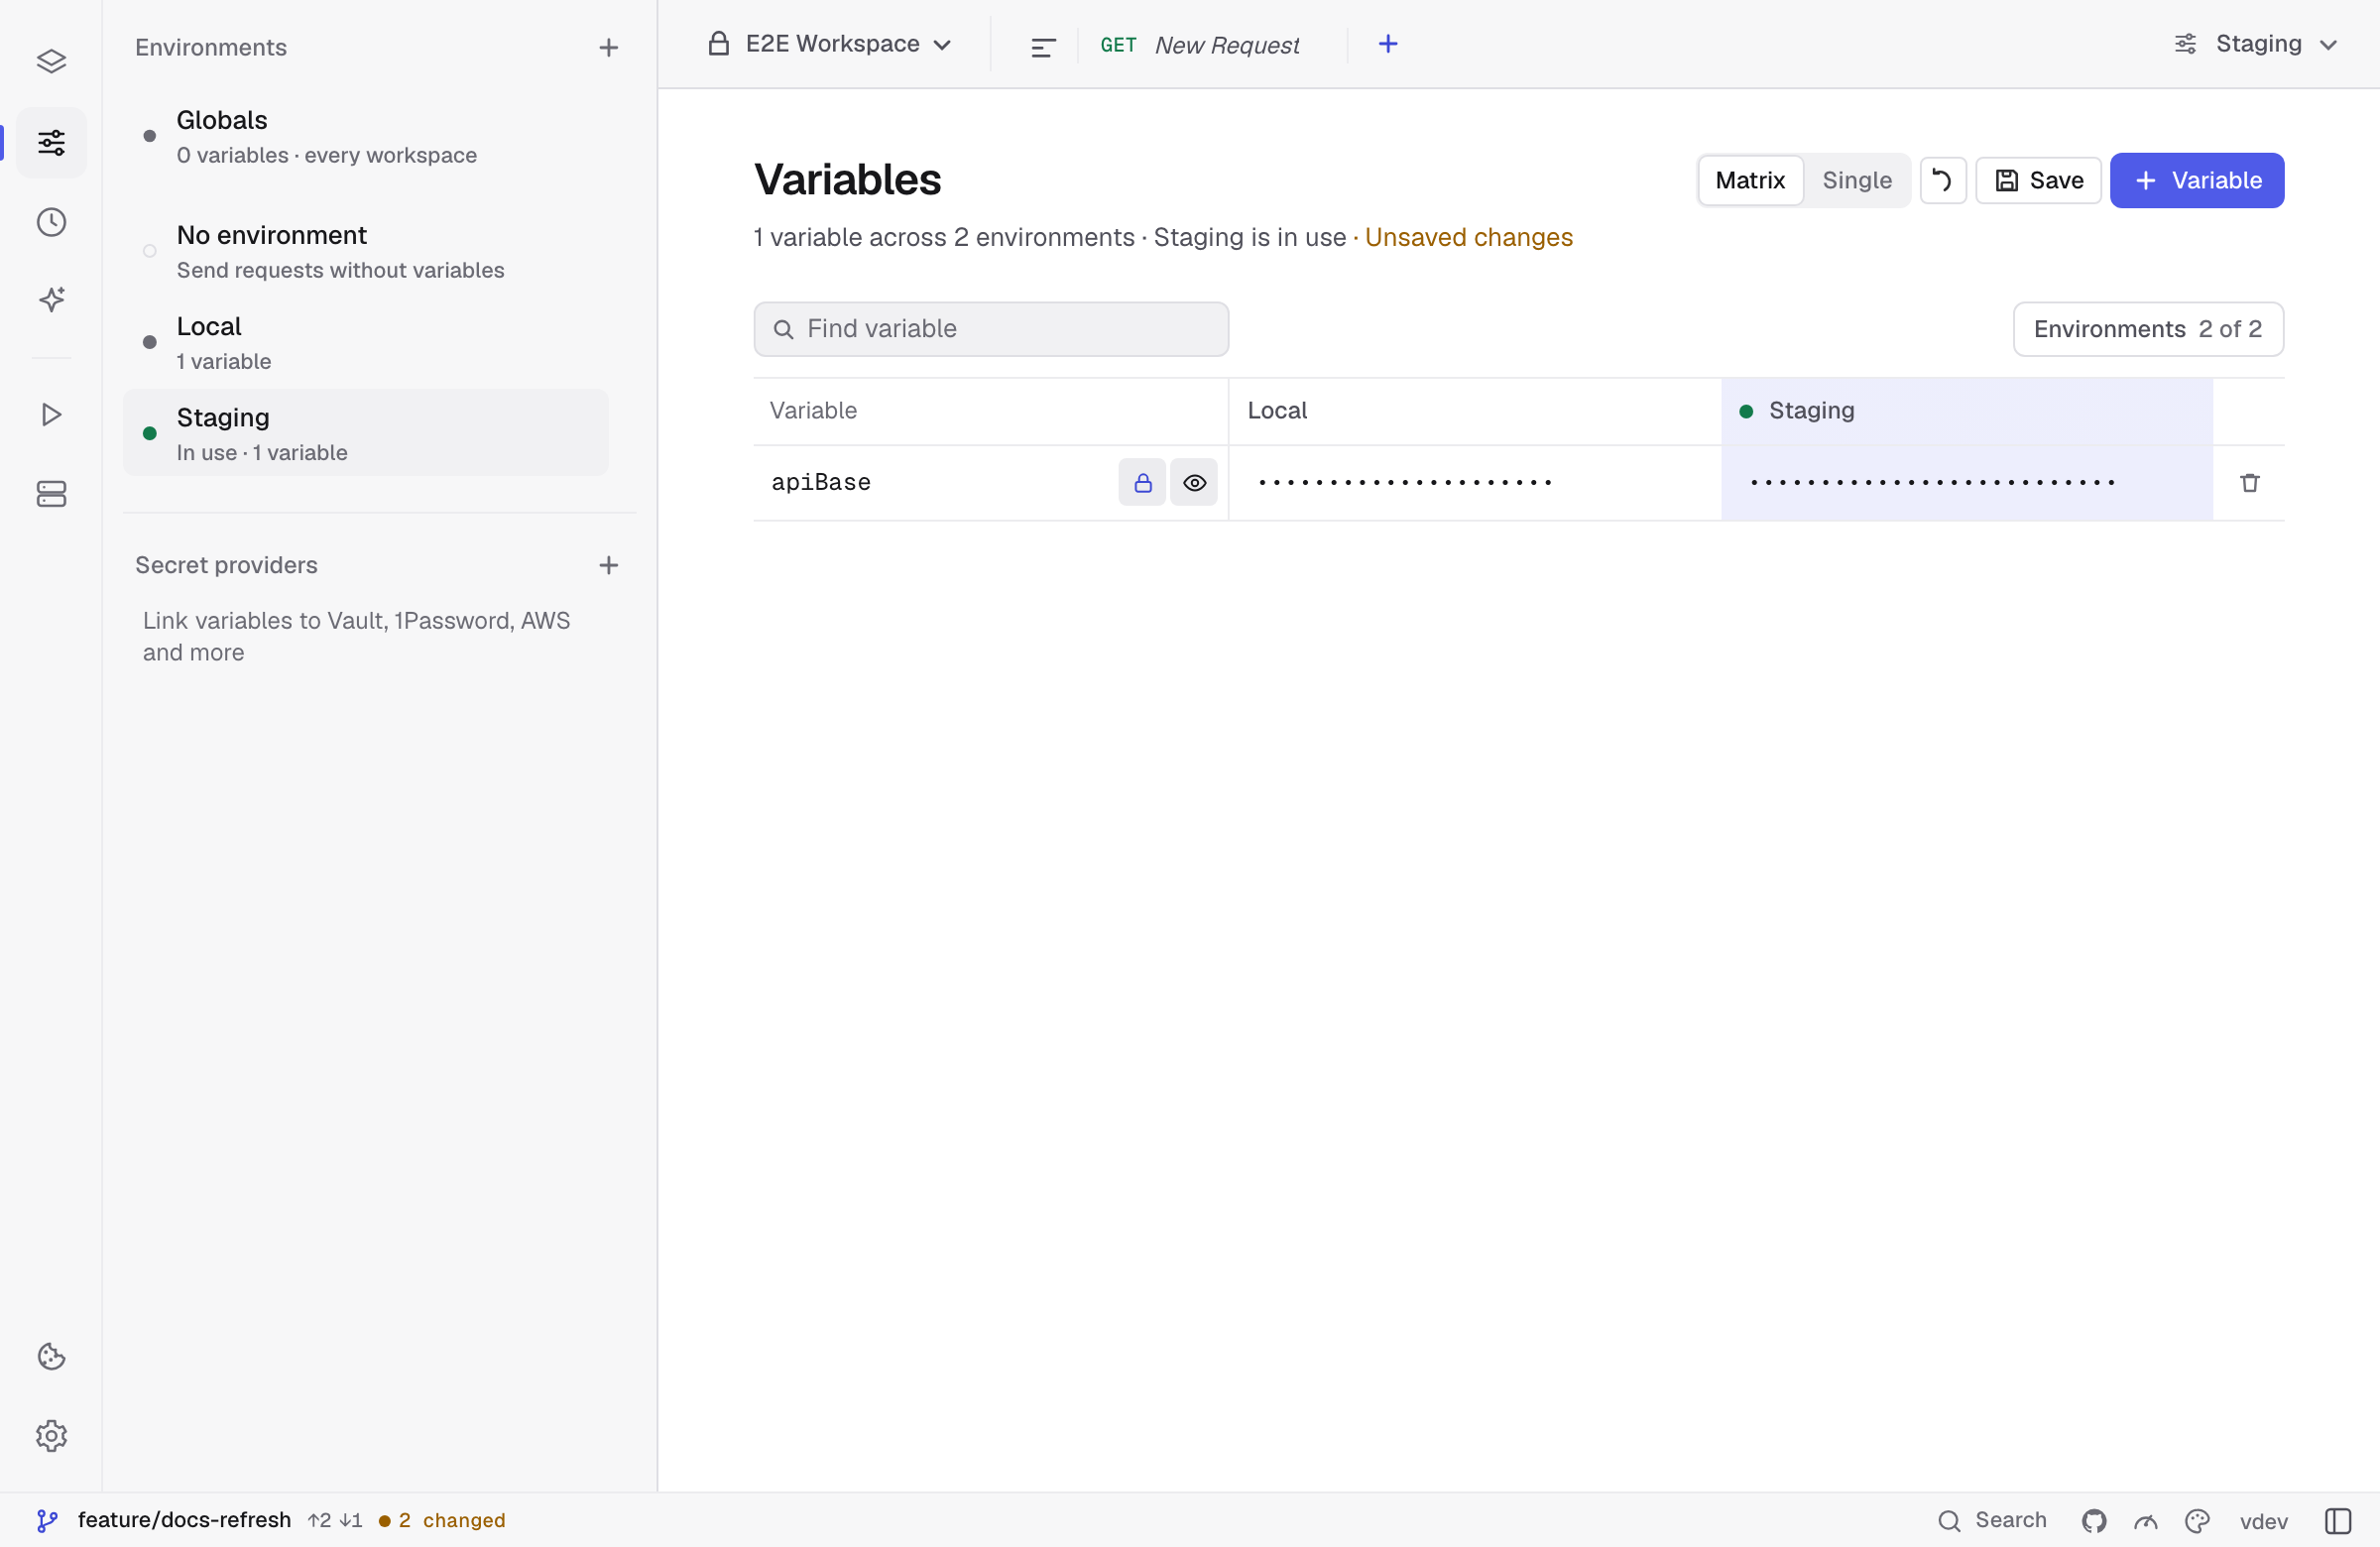 Environments
Globals
0 variables · every workspace
No environment
Send requests without variables
Local
1 variable
Staging
In use · 1 variable
Secret providers
Link variables to Vault, 1Password, AWS
and more
E2E Workspace
GET New Request
Staging
Variables
Matrix Single Save Variable
1 variable across 2 environments · Staging is in use · Unsaved changes
Find variable
Environments 2 of 2
Variable Local Staging
apiBase ••••••••••••••••••••• ••••••••••••••••••••••••••
feature/docs-refresh ↑2 ↓1 2 changed
Search vdev